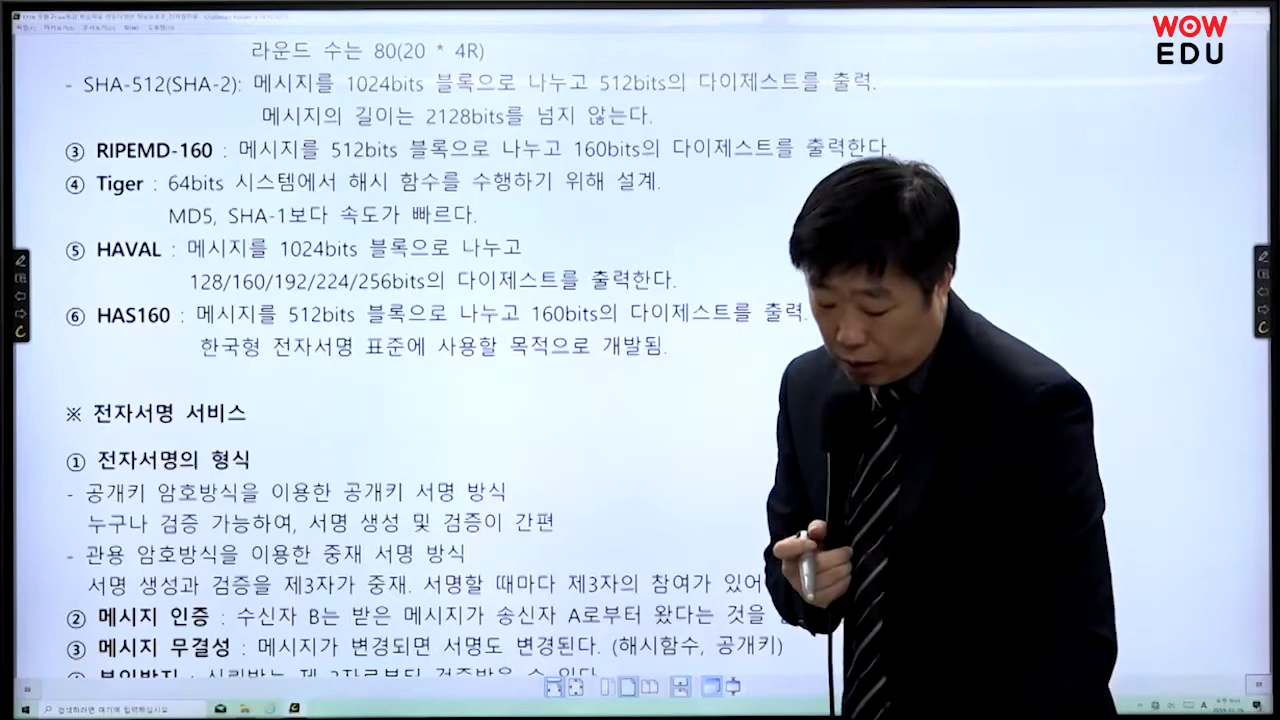 WOW
EDU
라운드 수는 80(20 * 4R)
- SHA-512(SHA-2): 메시지를 1024bits 블록으로 나누고 512bits의 다이제스트를 출력.
메시지의 길이는 2128bits를 넘지 않는다.
③ RIPEMD-160 : 메시지를 512bits 블록으로 나누고 160bits의 다이제스트를 출력한다.
④ Tiger : 64bits 시스템에서 해시 함수를 수행하기 위해 설계.
MD5, SHA-1보다 속도가 빠르다.
⑤ HAVAL : 메시지를 1024bits 블록으로 나누고
128/160/192/224/256bits의 다이제스트를 출력한다.
⑥ HAS160 : 메시지를 512bits 블록으로 나누고 160bits의 다이제스트를 출력.
한국형 전자서명 표준에 사용할 목적으로 개발됨.
※ 전자서명 서비스
① 전자서명의 형식
- 공개키 암호방식을 이용한 공개키 서명 방식
누구나 검증 가능하여, 서명 생성 및 검증이 간편
- 관용 암호방식을 이용한 중재 서명 방식
서명 생성과 검증을 제3자가 중재. 서명할 때마다 제3자의 참여가 있어
② 메시지 인증 : 수신자 B는 받은 메시지가 송신자 A로부터 왔다는 것을
③ 메시지 무결성 : 메시지가 변경되면 서명도 변경된다. (해시함수, 공개키)
검색하려면 여기에 입력하십시오